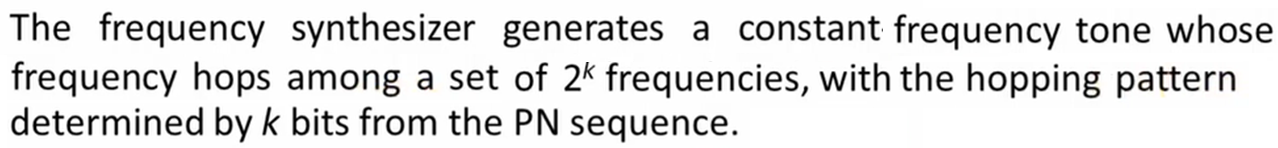 The frequency synthesizer generates a constant frequency tone whose
frequency hops among a set of 2ᵏ frequencies, with the hopping pattern
determined by k bits from the PN sequence.